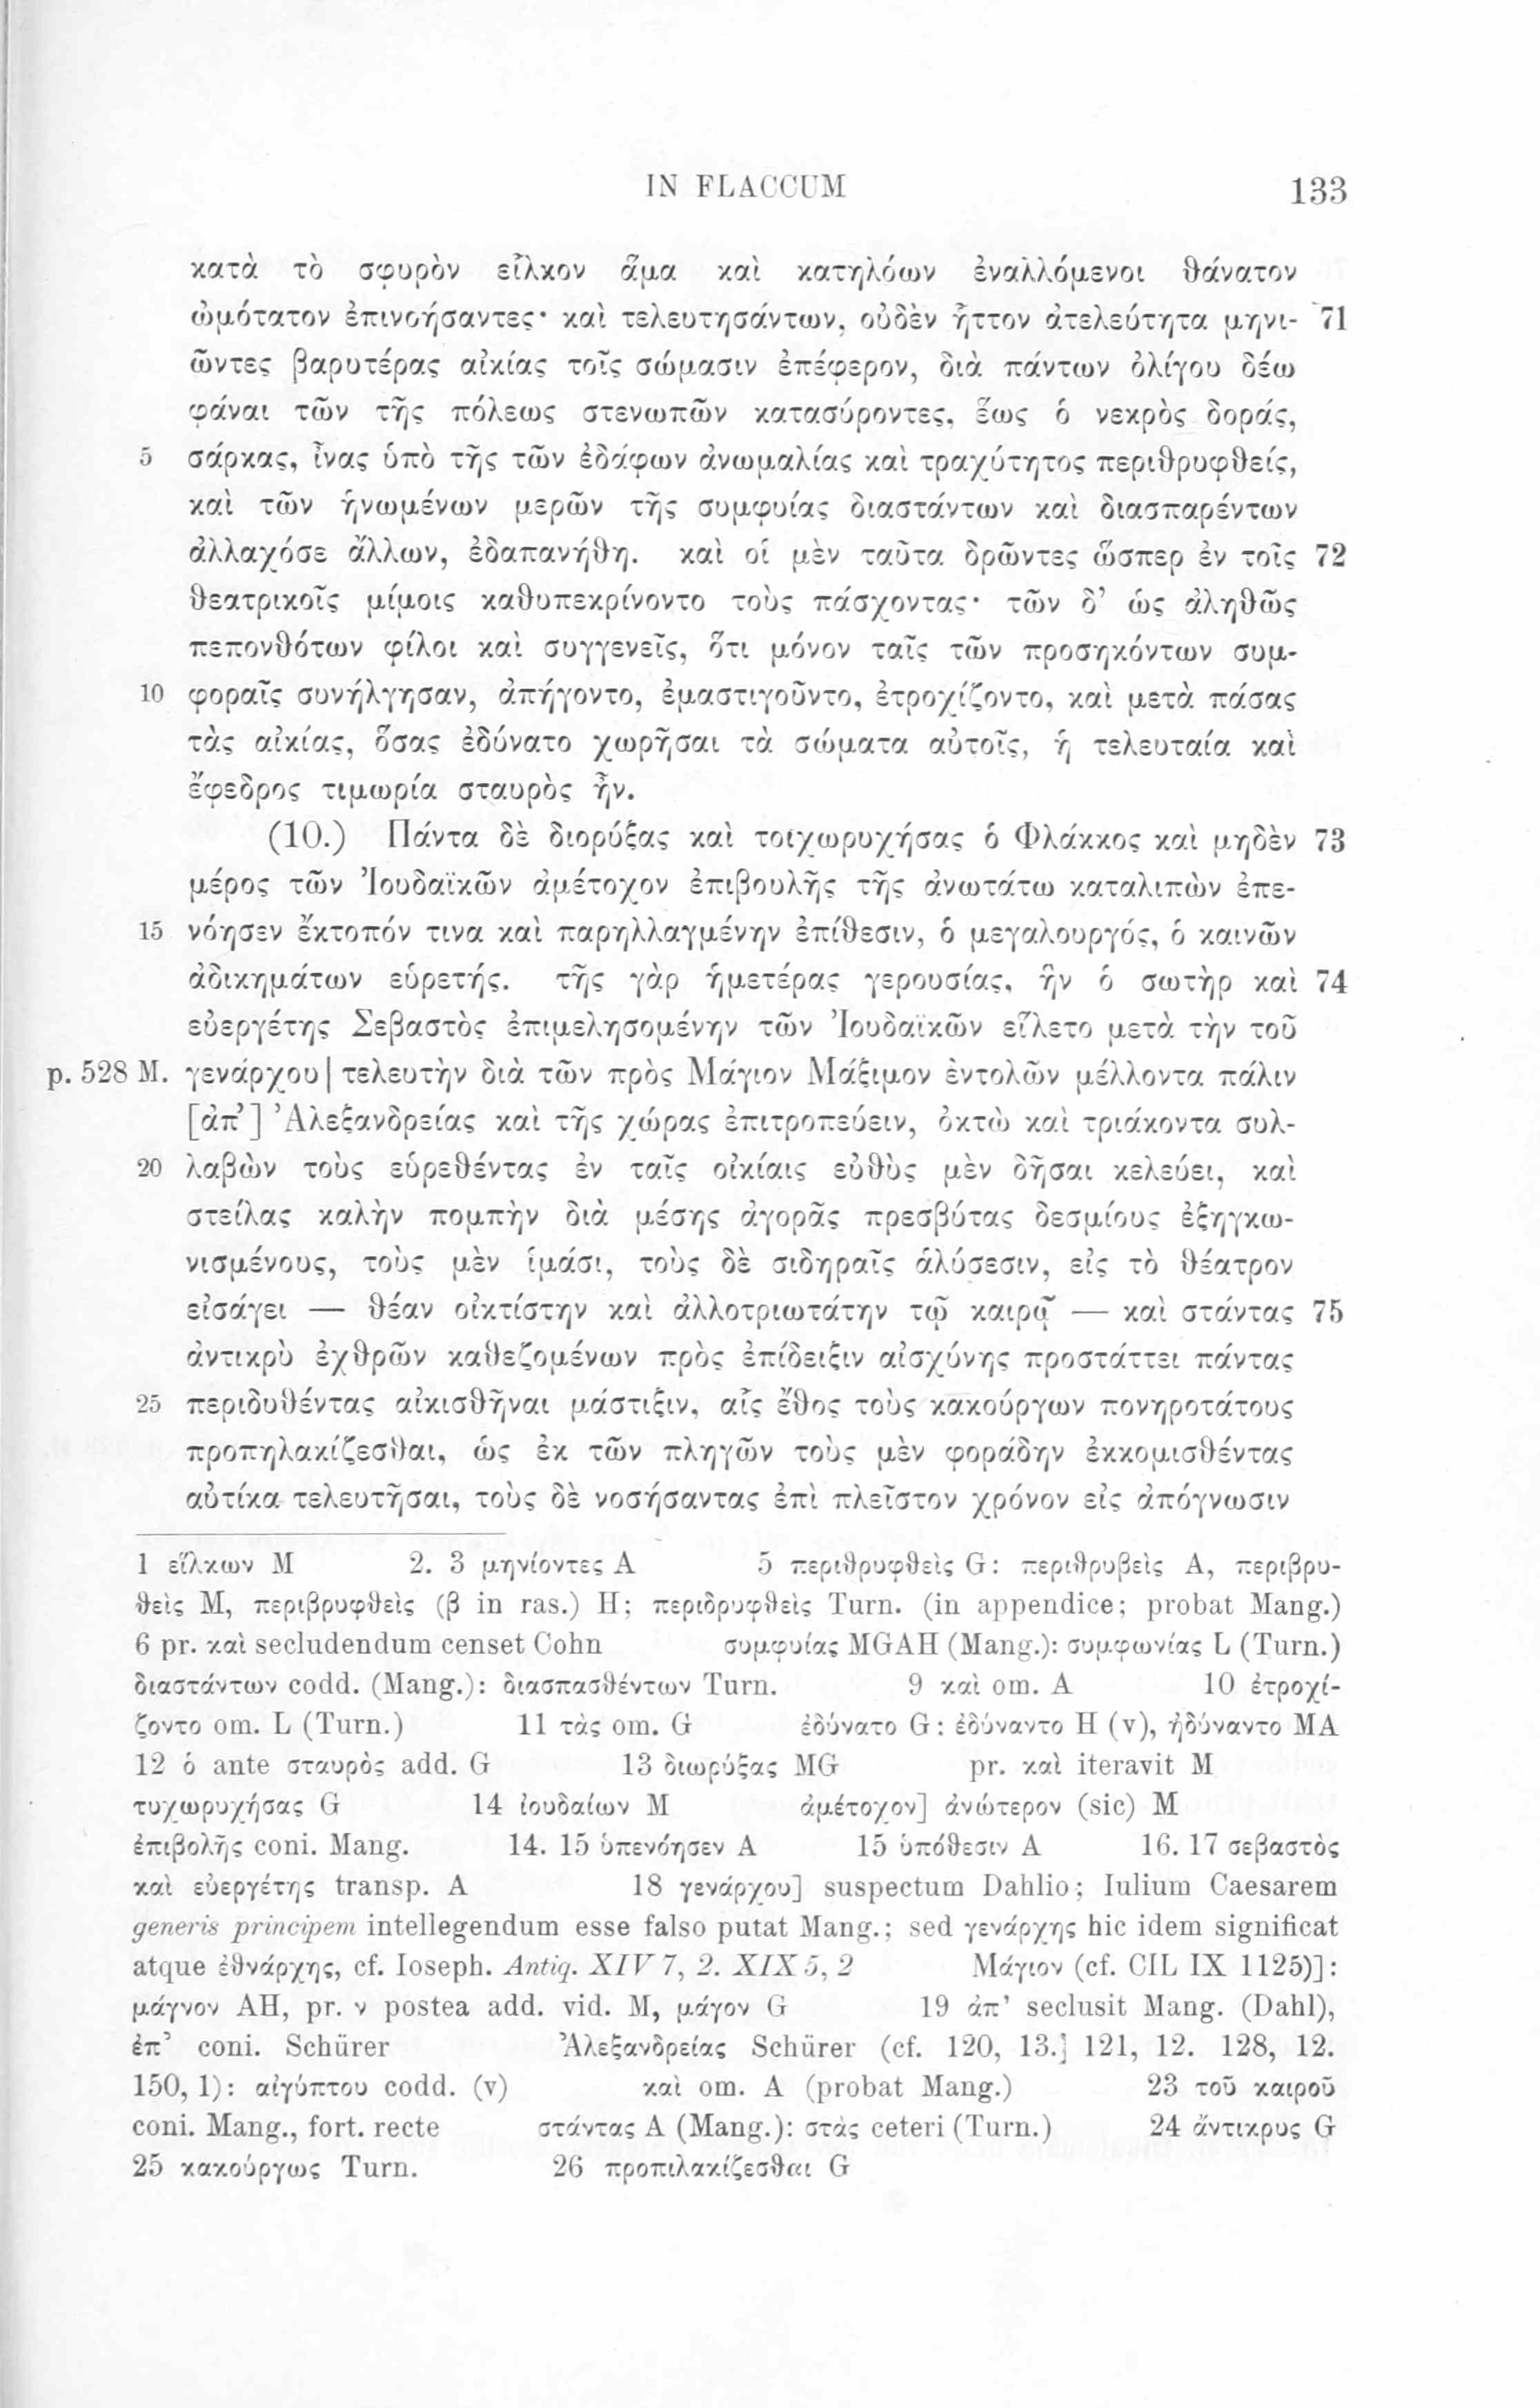 IN FLACCUM 133
κατὰ τὸ σφυρὸν εἷλκον ἅμα καὶ κατηλόων ἐναλλόμενοι θάνατον
ὠμότατον ἐπινοήσαντες· καὶ τελευτησάντων, οὐδὲν ἧττον ἀτελεύτητα μηνι- 71
ῶντες βαρυτέρας αἰκίας τοῖς σώμασιν ἐπέφερον, διὰ πάντων ὀλίγου δέω
φάναι τῶν τῆς πόλεως στενωπῶν κατασύροντες, ἕως ὁ νεκρὸς δοράς,
5 σάρκας, ἶνας ὑπὸ τῆς τῶν ἐδάφων ἀνωμαλίας καὶ τραχύτητος περιθρυφθείς,
καὶ τῶν ἡνωμένων μερῶν τῆς συμφυίας διαστάντων καὶ διασπαρέντων
ἀλλαχόσε ἄλλων, ἐδαπανήθη. καὶ οἱ μὲν ταῦτα δρῶντες ὥσπερ ἐν τοῖς 72
θεατρικοῖς μίμοις καθυπεκρίνοντο τοὺς πάσχοντας· τῶν δ’ ὡς ἀληθῶς
πεπονθότων φίλοι καὶ συγγενεῖς, ὅτι μόνον ταῖς τῶν προσηκόντων συμ-
10 φοραῖς συνήλγησαν, ἀπήγοντο, ἐμαστιγοῦντο, ἐτροχίζοντο, καὶ μετὰ πάσας
τὰς αἰκίας, ὅσας ἐδύνατο χωρῆσαι τὰ σώματα αὐτοῖς, ἡ τελευταία καὶ
ἔφεδρος τιμωρία σταυρὸς ἦν.
(10.) Πάντα δὲ διορύξας καὶ τοιχωρυχήσας ὁ Φλάκκος καὶ μηδὲν 73
μέρος τῶν Ἰουδαϊκῶν ἀμέτοχον ἐπιβουλῆς τῆς ἀνωτάτω καταλιπὼν ἐπε-
15 νόησεν ἔκτοπόν τινα καὶ παρηλλαγμένην ἐπίθεσιν, ὁ μεγαλουργός, ὁ καινῶν
ἀδικημάτων εὑρετής. τῆς γὰρ ἡμετέρας γερουσίας, ἣν ὁ σωτὴρ καὶ 74
εὐεργέτης Σεβαστὸς ἐπιμελησομένην τῶν Ἰουδαϊκῶν εἵλετο μετὰ τὴν τοῦ
p. 528 M. γενάρχου | τελευτὴν διὰ τῶν πρὸς Μάγιον Μάξιμον ἐντολῶν μέλλοντα πάλιν
[ἀπ’] Ἀλεξανδρείας καὶ τῆς χώρας ἐπιτροπεύειν, ὀκτὼ καὶ τριάκοντα συλ-
20 λαβὼν τοὺς εὑρεθέντας ἐν ταῖς οἰκίαις εὐθὺς μὲν δῆσαι κελεύει, καὶ
στείλας καλὴν πομπὴν διὰ μέσης ἀγορᾶς πρεσβύτας δεσμίους ἐξηγκω-
νισμένους, τοὺς μὲν ἱμάσι, τοὺς δὲ σιδηραῖς ἁλύσεσιν, εἰς τὸ θέατρον
εἰσάγει — θέαν οἰκτίστην καὶ ἀλλοτριωτάτην τῷ καιρῷ — καὶ στάντας 75
ἀντικρὺ ἐχθρῶν καθεζομένων πρὸς ἐπίδειξιν αἰσχύνης προστάττει πάντας
25 περιδυθέντας αἰκισθῆναι μάστιξιν, αἷς ἔθος τοὺς κακούργων πονηροτάτους
προπηλακίζεσθαι, ὡς ἐκ τῶν πληγῶν τοὺς μὲν φοράδην ἐκκομισθέντας
αὐτίκα τελευτῆσαι, τοὺς δὲ νοσήσαντας ἐπὶ πλεῖστον χρόνον εἰς ἀπόγνωσιν
1 εἵλκων M 2. 3 μηνίοντες A 5 περιθρυφθεὶς G: περιθρυβεὶς A, περιβρυ-
θεὶς M, περιβρυφθεὶς (β in ras.) H; περιδρυφθεὶς Turn. (in appendice; probat Mang.)
6 pr. καὶ secludendum censet Cohn συμφυίας MGAH (Mang.): συμφωνίας L (Turn.)
διαστάντων codd. (Mang.): διασπασθέντων Turn. 9 καὶ om. A 10 ἐτροχί-
ζοντο om. L (Turn.) 11 τὰς om. G ἐδύνατο G: ἐδύναντο H (v), ἠδύναντο MA
12 ὁ ante σταυρὸς add. G 13 διωρύξας MG pr. καὶ iteravit M
τυχωρυχήσας G 14 ἰουδαίων M ἀμέτοχον] ἀνώτερον (sic) M
ἐπιβολῆς coni. Mang. 14. 15 ὑπενόησεν A 15 ὑπόθεσιν A 16. 17 σεβαστὸς
καὶ εὐεργέτης transp. A 18 γενάρχου] suspectum Dahlio; Iulium Caesarem
generis principem intellegendum esse falso putat Mang.; sed γενάρχης hic idem significat
atque ἐθνάρχης, cf. Ioseph. Antiq. XIV 7, 2. XIX 5, 2 Μάγιον (cf. CIL IX 1125)]:
μάγνον AH, pr. ν postea add. vid. M, μάγον G 19 ἀπ’ seclusit Mang. (Dahl),
ἐπ’ coni. Schürer Ἀλεξανδρείας Schürer (cf. 120, 13.] 121, 12. 128, 12.
150, 1): αἰγύπτου codd. (v) καὶ om. A (probat Mang.) 23 τοῦ καιροῦ
coni. Mang., fort. recte στάντας A (Mang.): στὰς ceteri (Turn.) 24 ἄντικρυς G
25 κακούργως Turn. 26 προπιλακίζεσθαι G